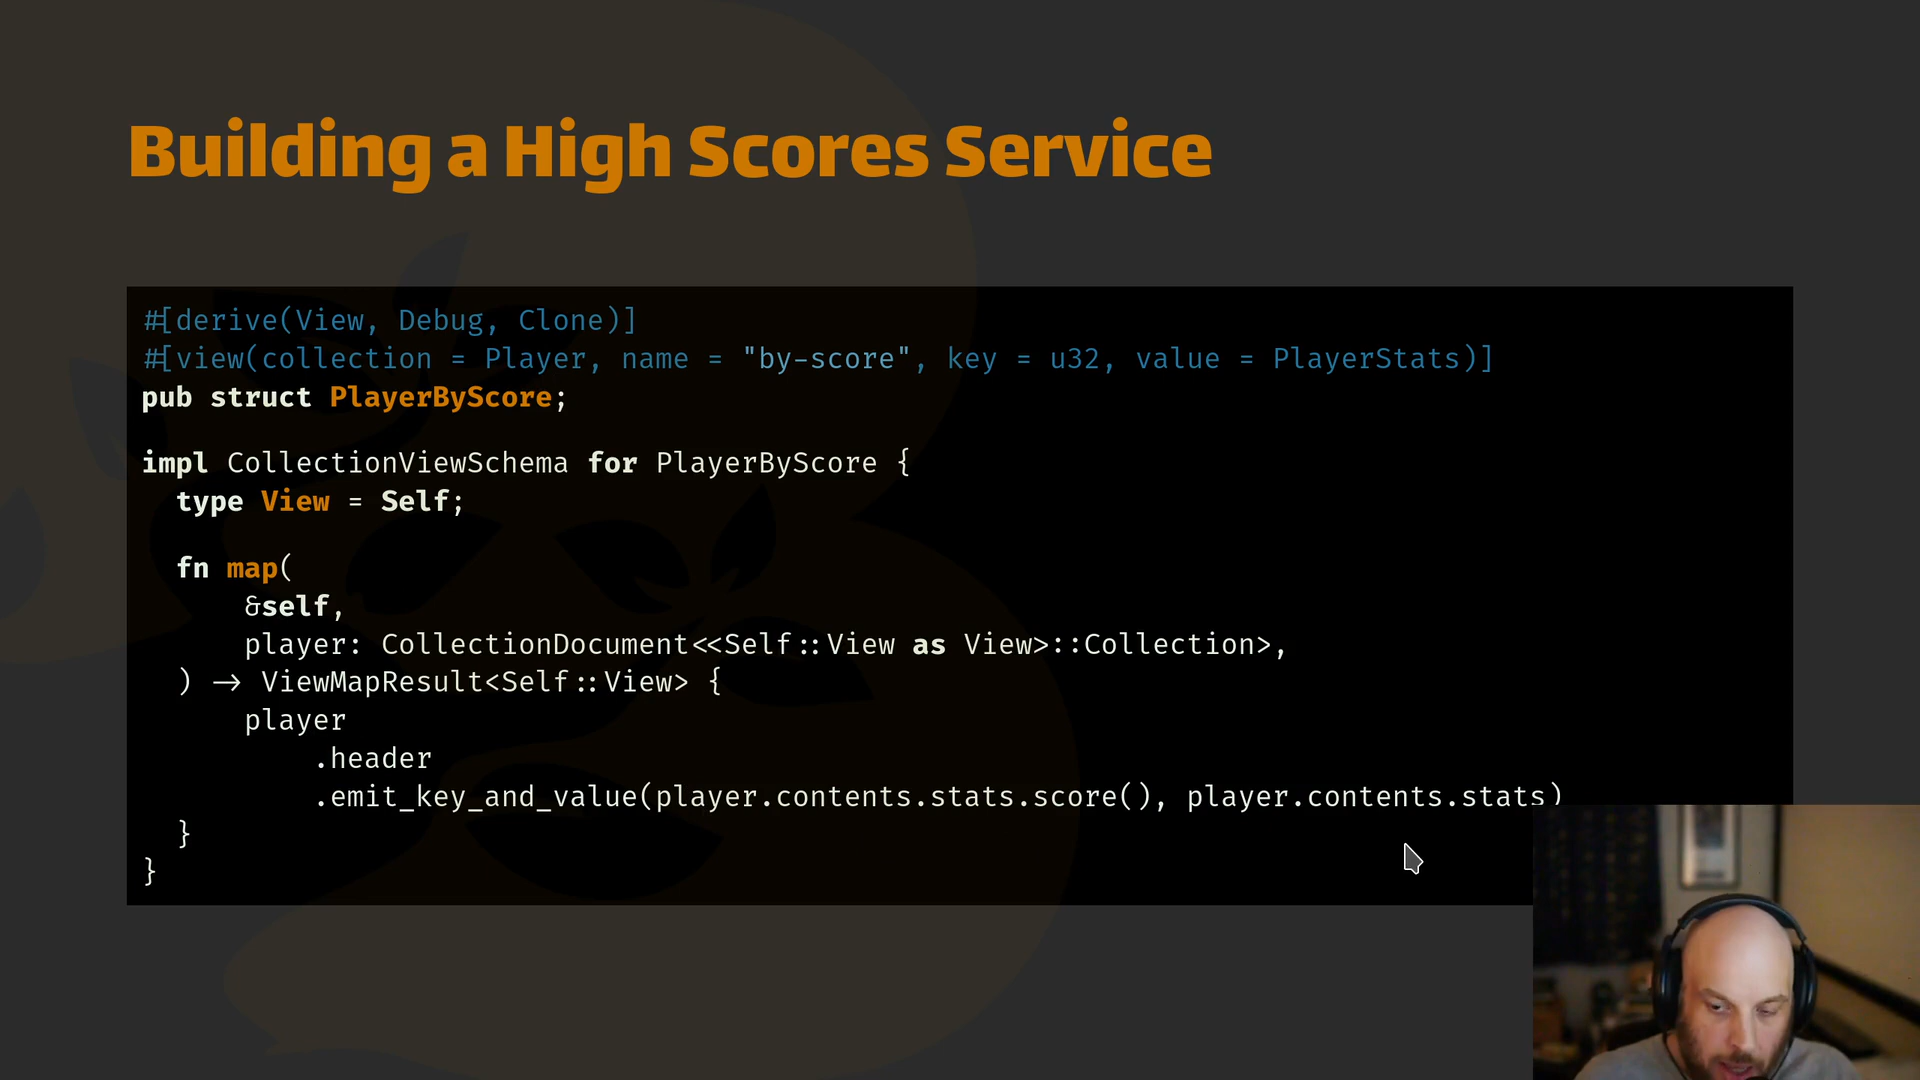 Building a High Scores Service
#[derive(View, Debug, Clone)]
#[view(collection = Player, name = "by-score", key = u32, value = PlayerStats)]
pub struct PlayerByScore;
impl CollectionViewSchema for PlayerByScore {
type View = Self;
fn map(
&self,
player: CollectionDocument<<Self::View as View>::Collection>,
) -> ViewMapResult<Self::View> {
player
.header
.emit_key_and_value(player.contents.stats.score(), player.contents.stats)
}
}